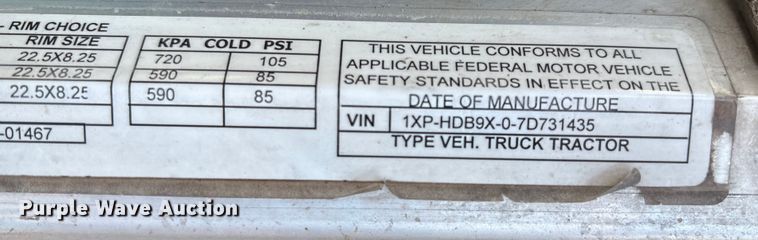 - RIM CHOICE
RIM SIZE
22.5X8.25
22.5X8.25
22.5X8.25
-01467
KPA COLD PSI
720 105
590 85
590 85
THIS VEHICLE CONFORMS TO ALL
APPLICABLE FEDERAL MOTOR VEHICLE
SAFETY STANDARDS IN EFFECT ON THE
DATE OF MANUFACTURE
VIN 1XP-HDB9X-0-7D731435
TYPE VEH. TRUCK TRACTOR
Purple Wave Auction